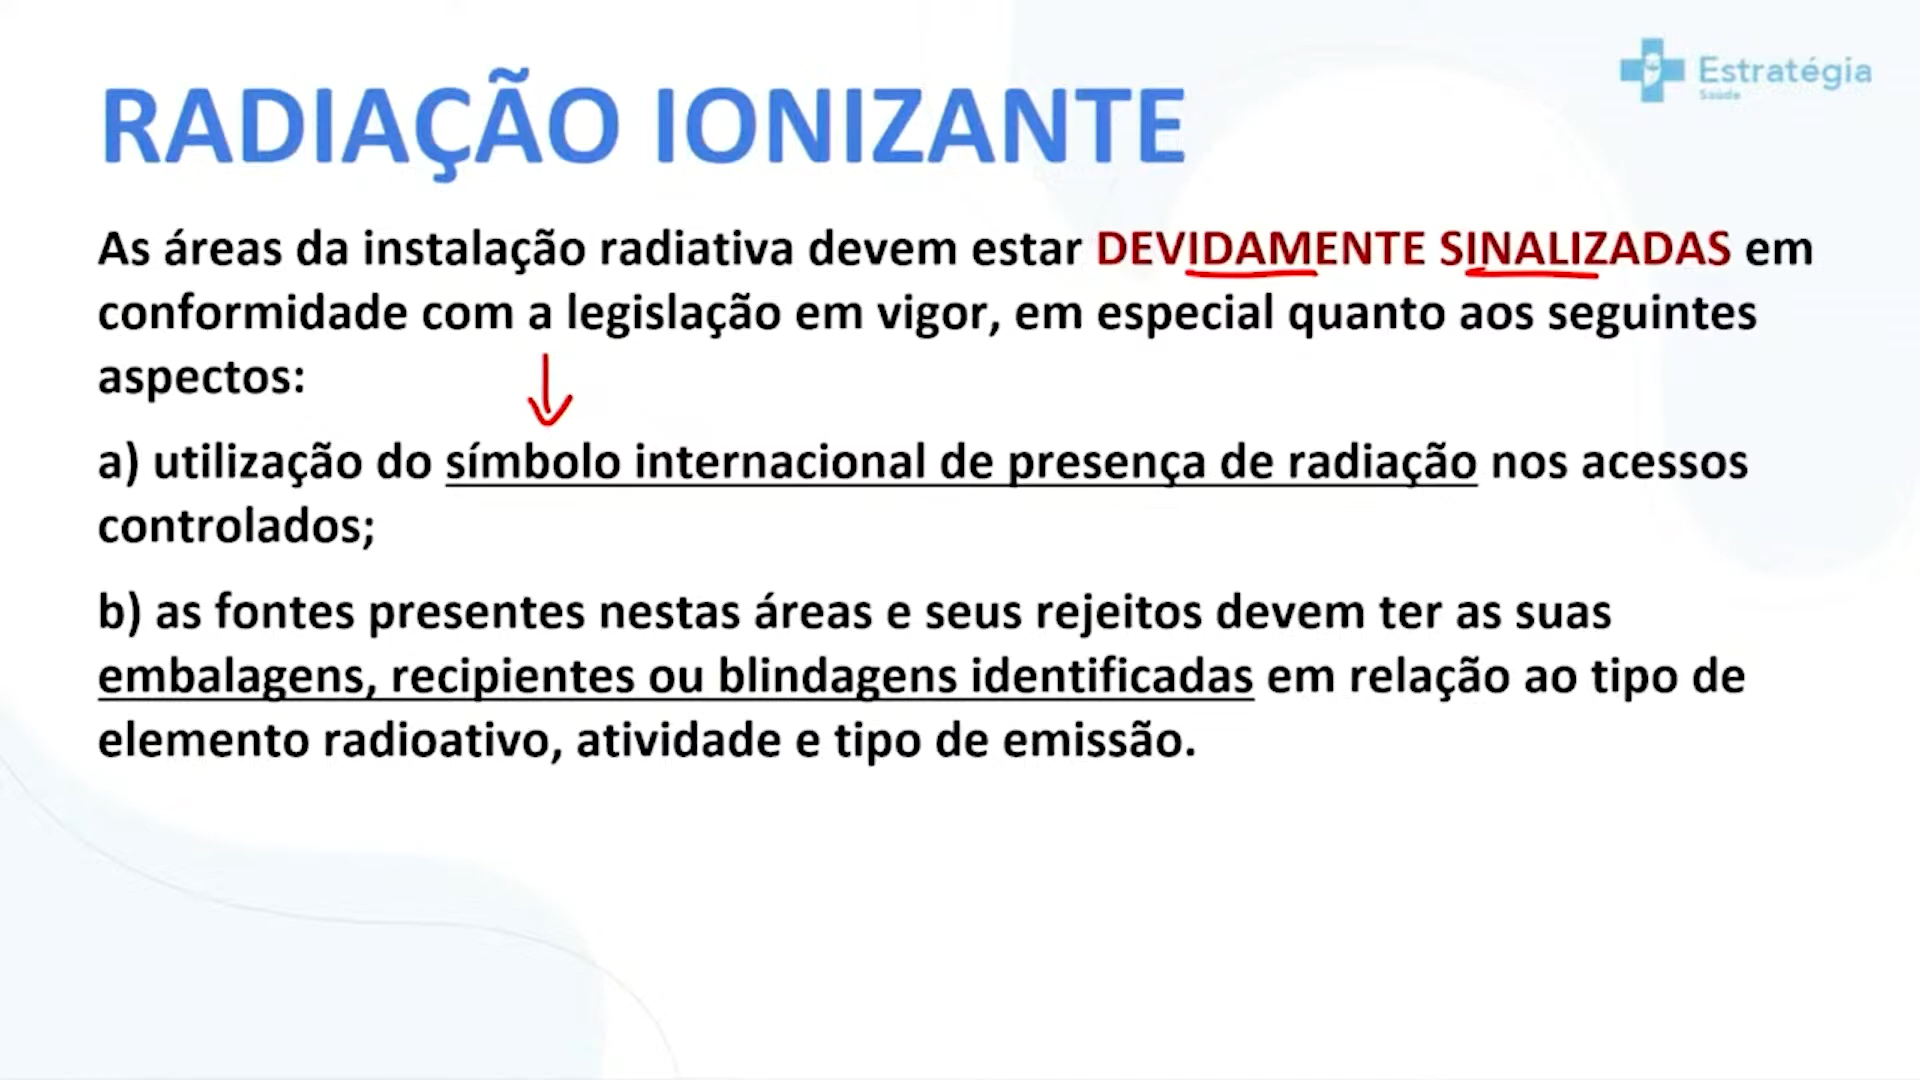 Estratégia
Saúde
RADIAÇÃO IONIZANTE
As áreas da instalação radiativa devem estar DEVIDAMENTE SINALIZADAS em
conformidade com a legislação em vigor, em especial quanto aos seguintes
aspectos:
a) utilização do símbolo internacional de presença de radiação nos acessos
controlados;
b) as fontes presentes nestas áreas e seus rejeitos devem ter as suas
embalagens, recipientes ou blindagens identificadas em relação ao tipo de
elemento radioativo, atividade e tipo de emissão.